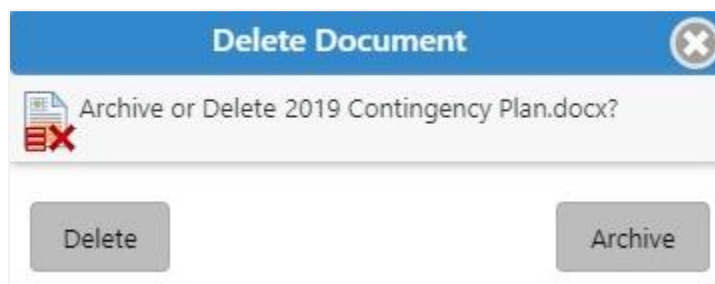 Delete Document
Archive or Delete 2019 Contingency Plan.docx?
Delete
Archive